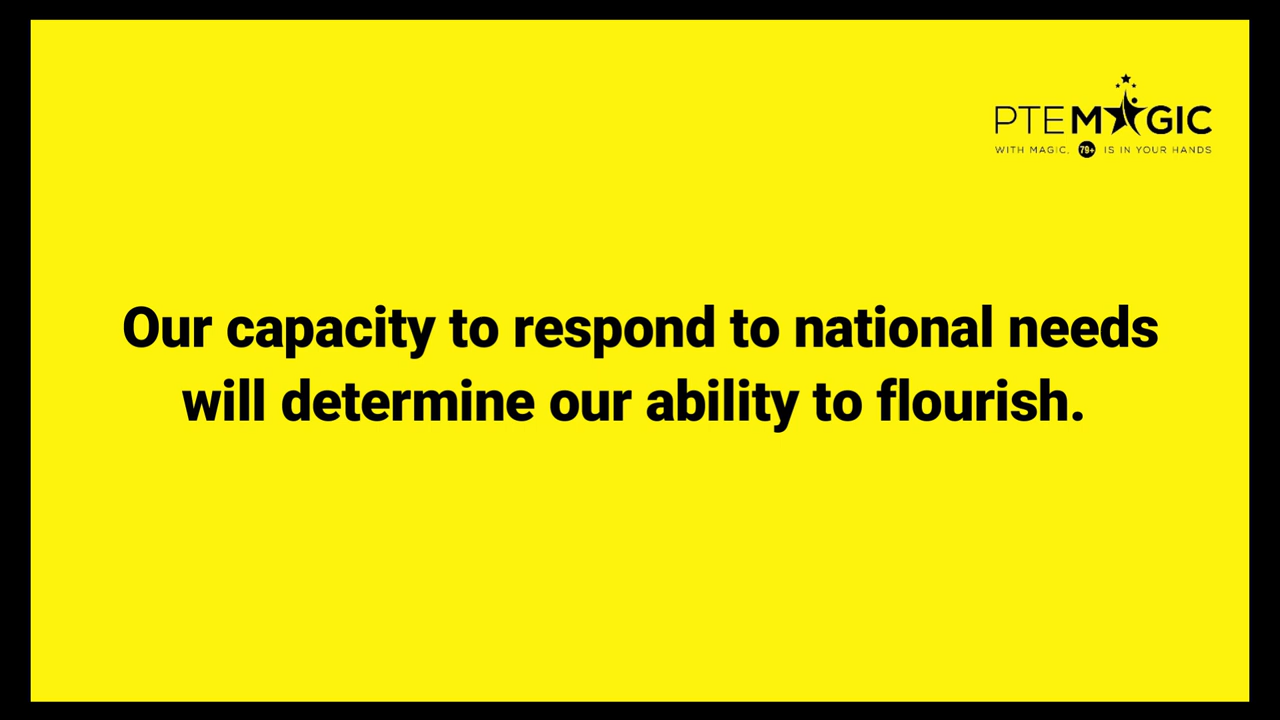 PTEMAGIC
WITH MAGIC, 79+ IS IN YOUR HANDS
Our capacity to respond to national needs
will determine our ability to flourish.